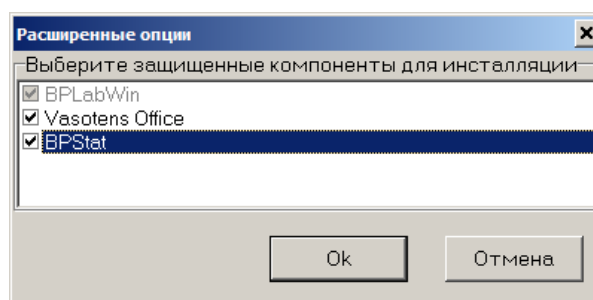 Расширенные опции
Выберите защищенные компоненты для инсталляции
BPLabWin
Vasotens Office
BPStat
Ok
Отмена